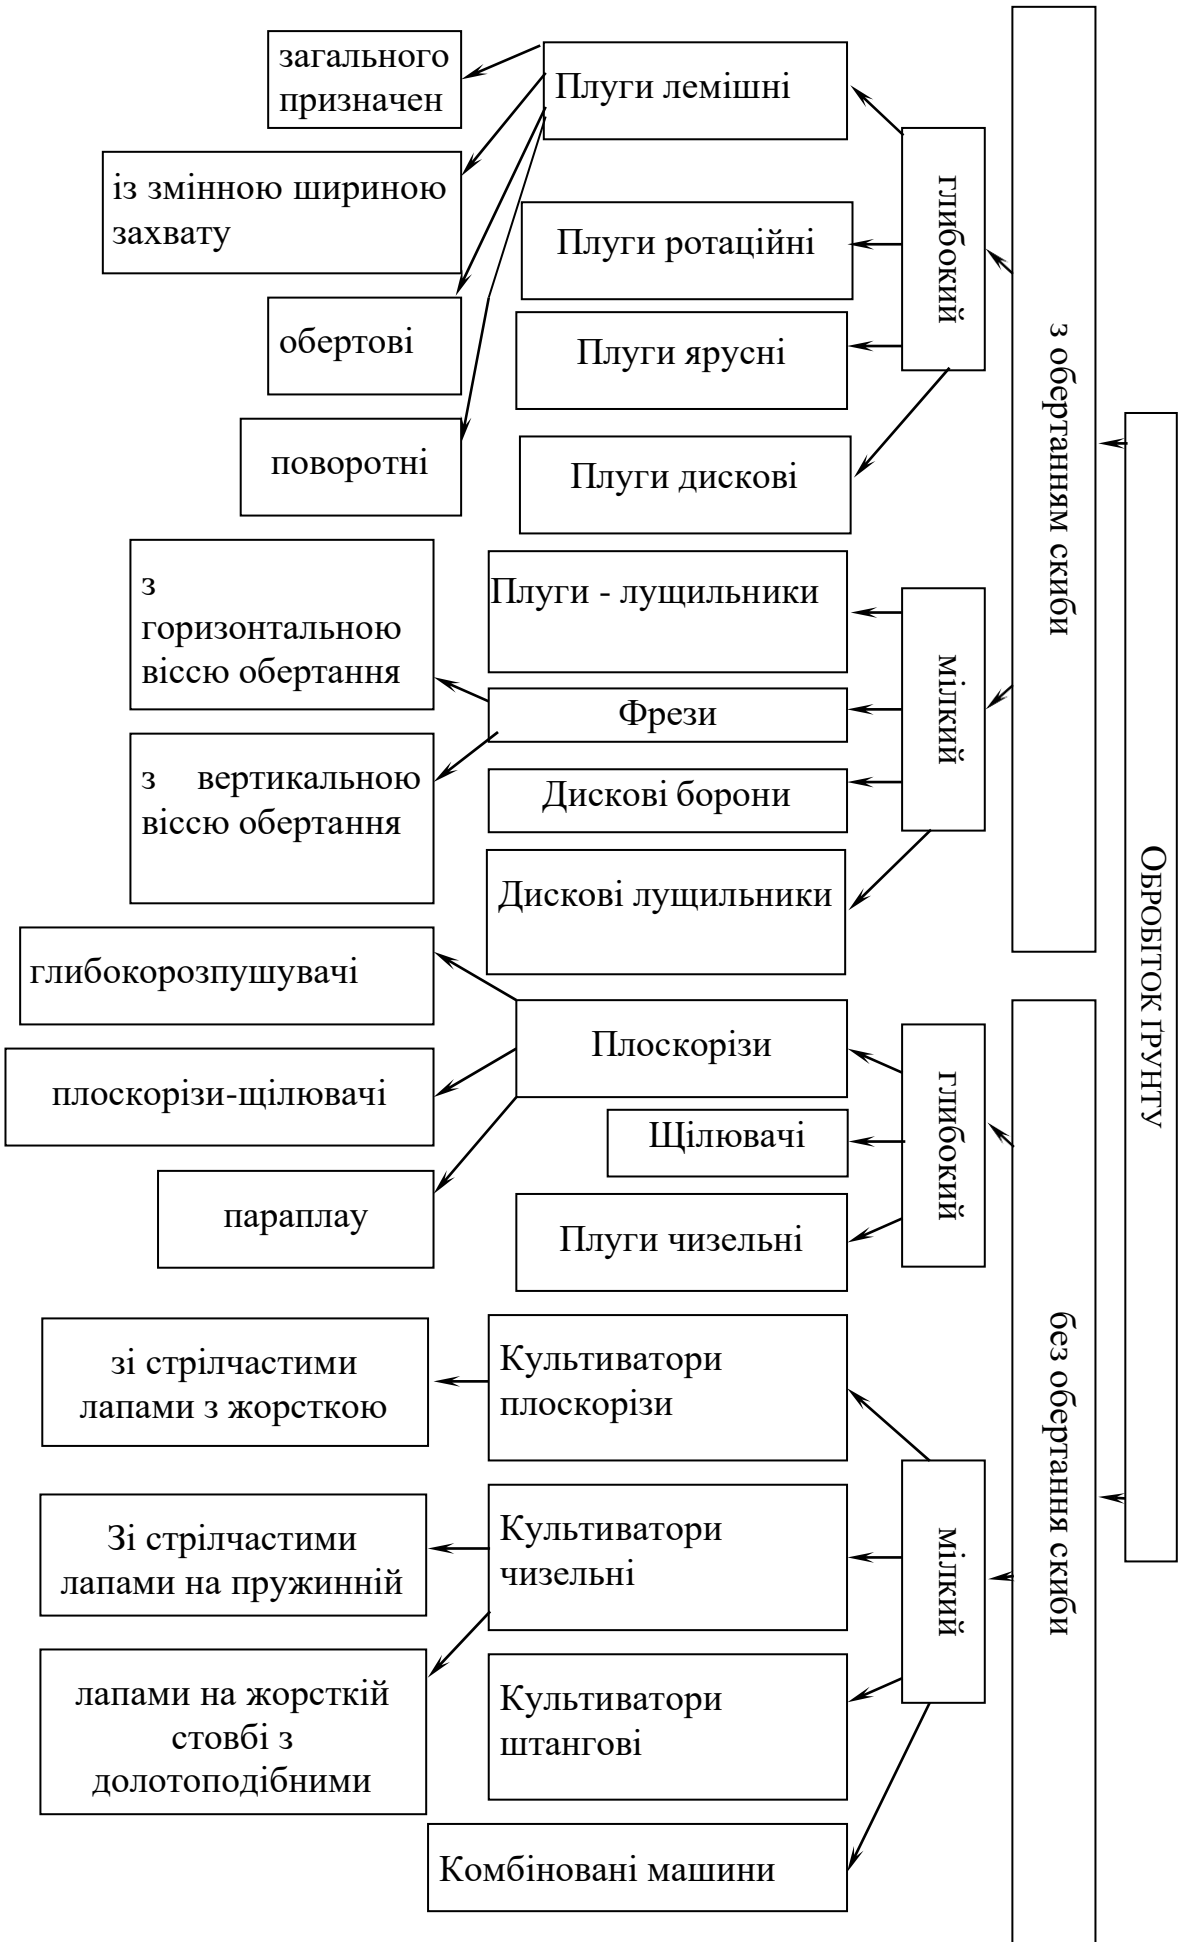 ОБРОБІТОК ҐРУНТУ
з обертанням скиби
глибокий
Плуги лемішні
загального
призначен
із змінною шириною
захвату
обертові
поворотні
Плуги ротаційні
Плуги ярусні
Плуги дискові
мілкий
Плуги - лущильники
Фрези
з
горизонтальною
віссю обертання
з вертикальною
віссю обертання
Дискові борони
Дискові лущильники
без обертання скиби
глибокий
Плоскорізи
глибокорозпушувачі
плоскорізи-щілювачі
параплау
Щілювачі
Плуги чизельні
мілкий
Культиватори
плоскорізи
зі стрілчастими
лапами з жорсткою
Культиватори
чизельні
Зі стрілчастими
лапами на пружинній
лапами на жорсткій
стовбі з
долотоподібними
Культиватори
штангові
Комбіновані машини